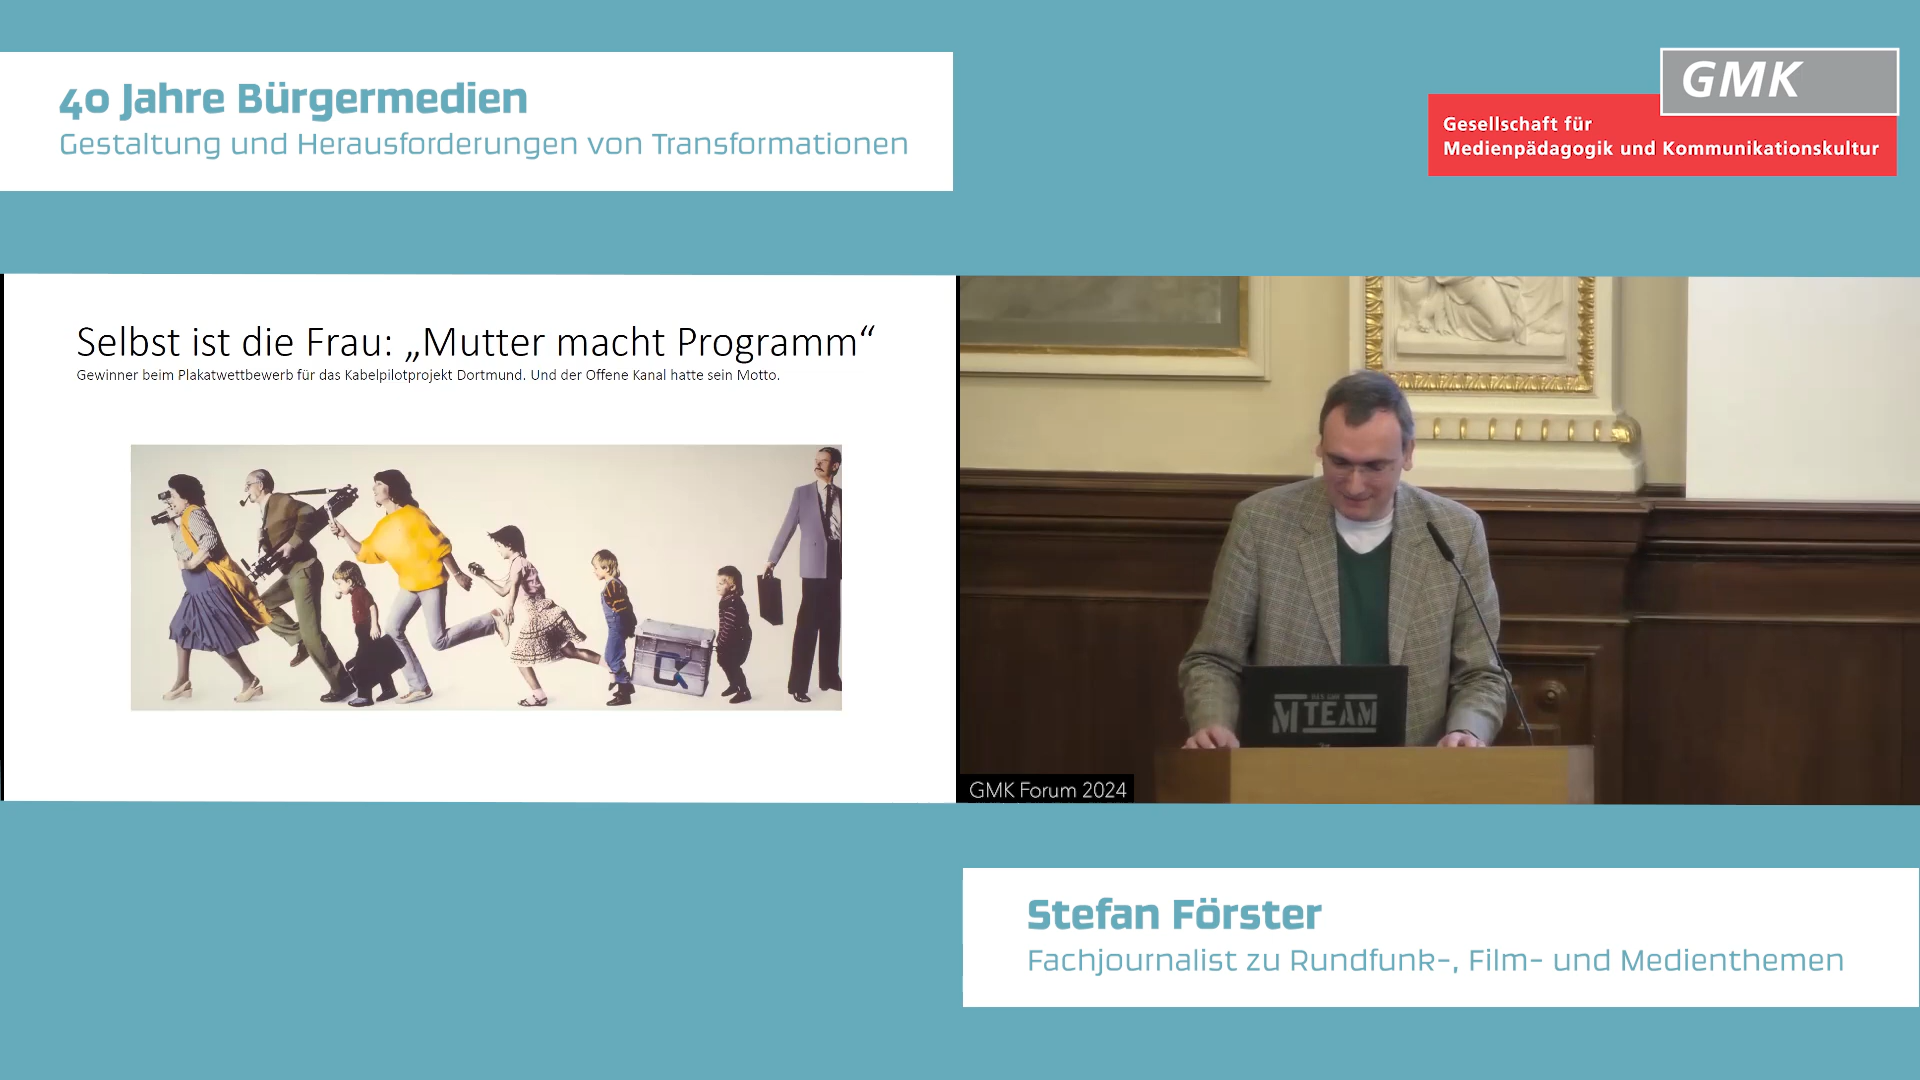 40 Jahre Bürgermedien
Gestaltung und Herausforderungen von Transformationen
GMK
Gesellschaft für
Medienpädagogik und Kommunikationskultur
Selbst ist die Frau: „Mutter macht Programm“
Gewinner beim Plakatwettbewerb für das Kabelpilotprojekt Dortmund. Und der Offene Kanal hatte sein Motto.
M TEAM
GMK Forum 2024
Stefan Förster
Fachjournalist zu Rundfunk-, Film- und Medienthemen